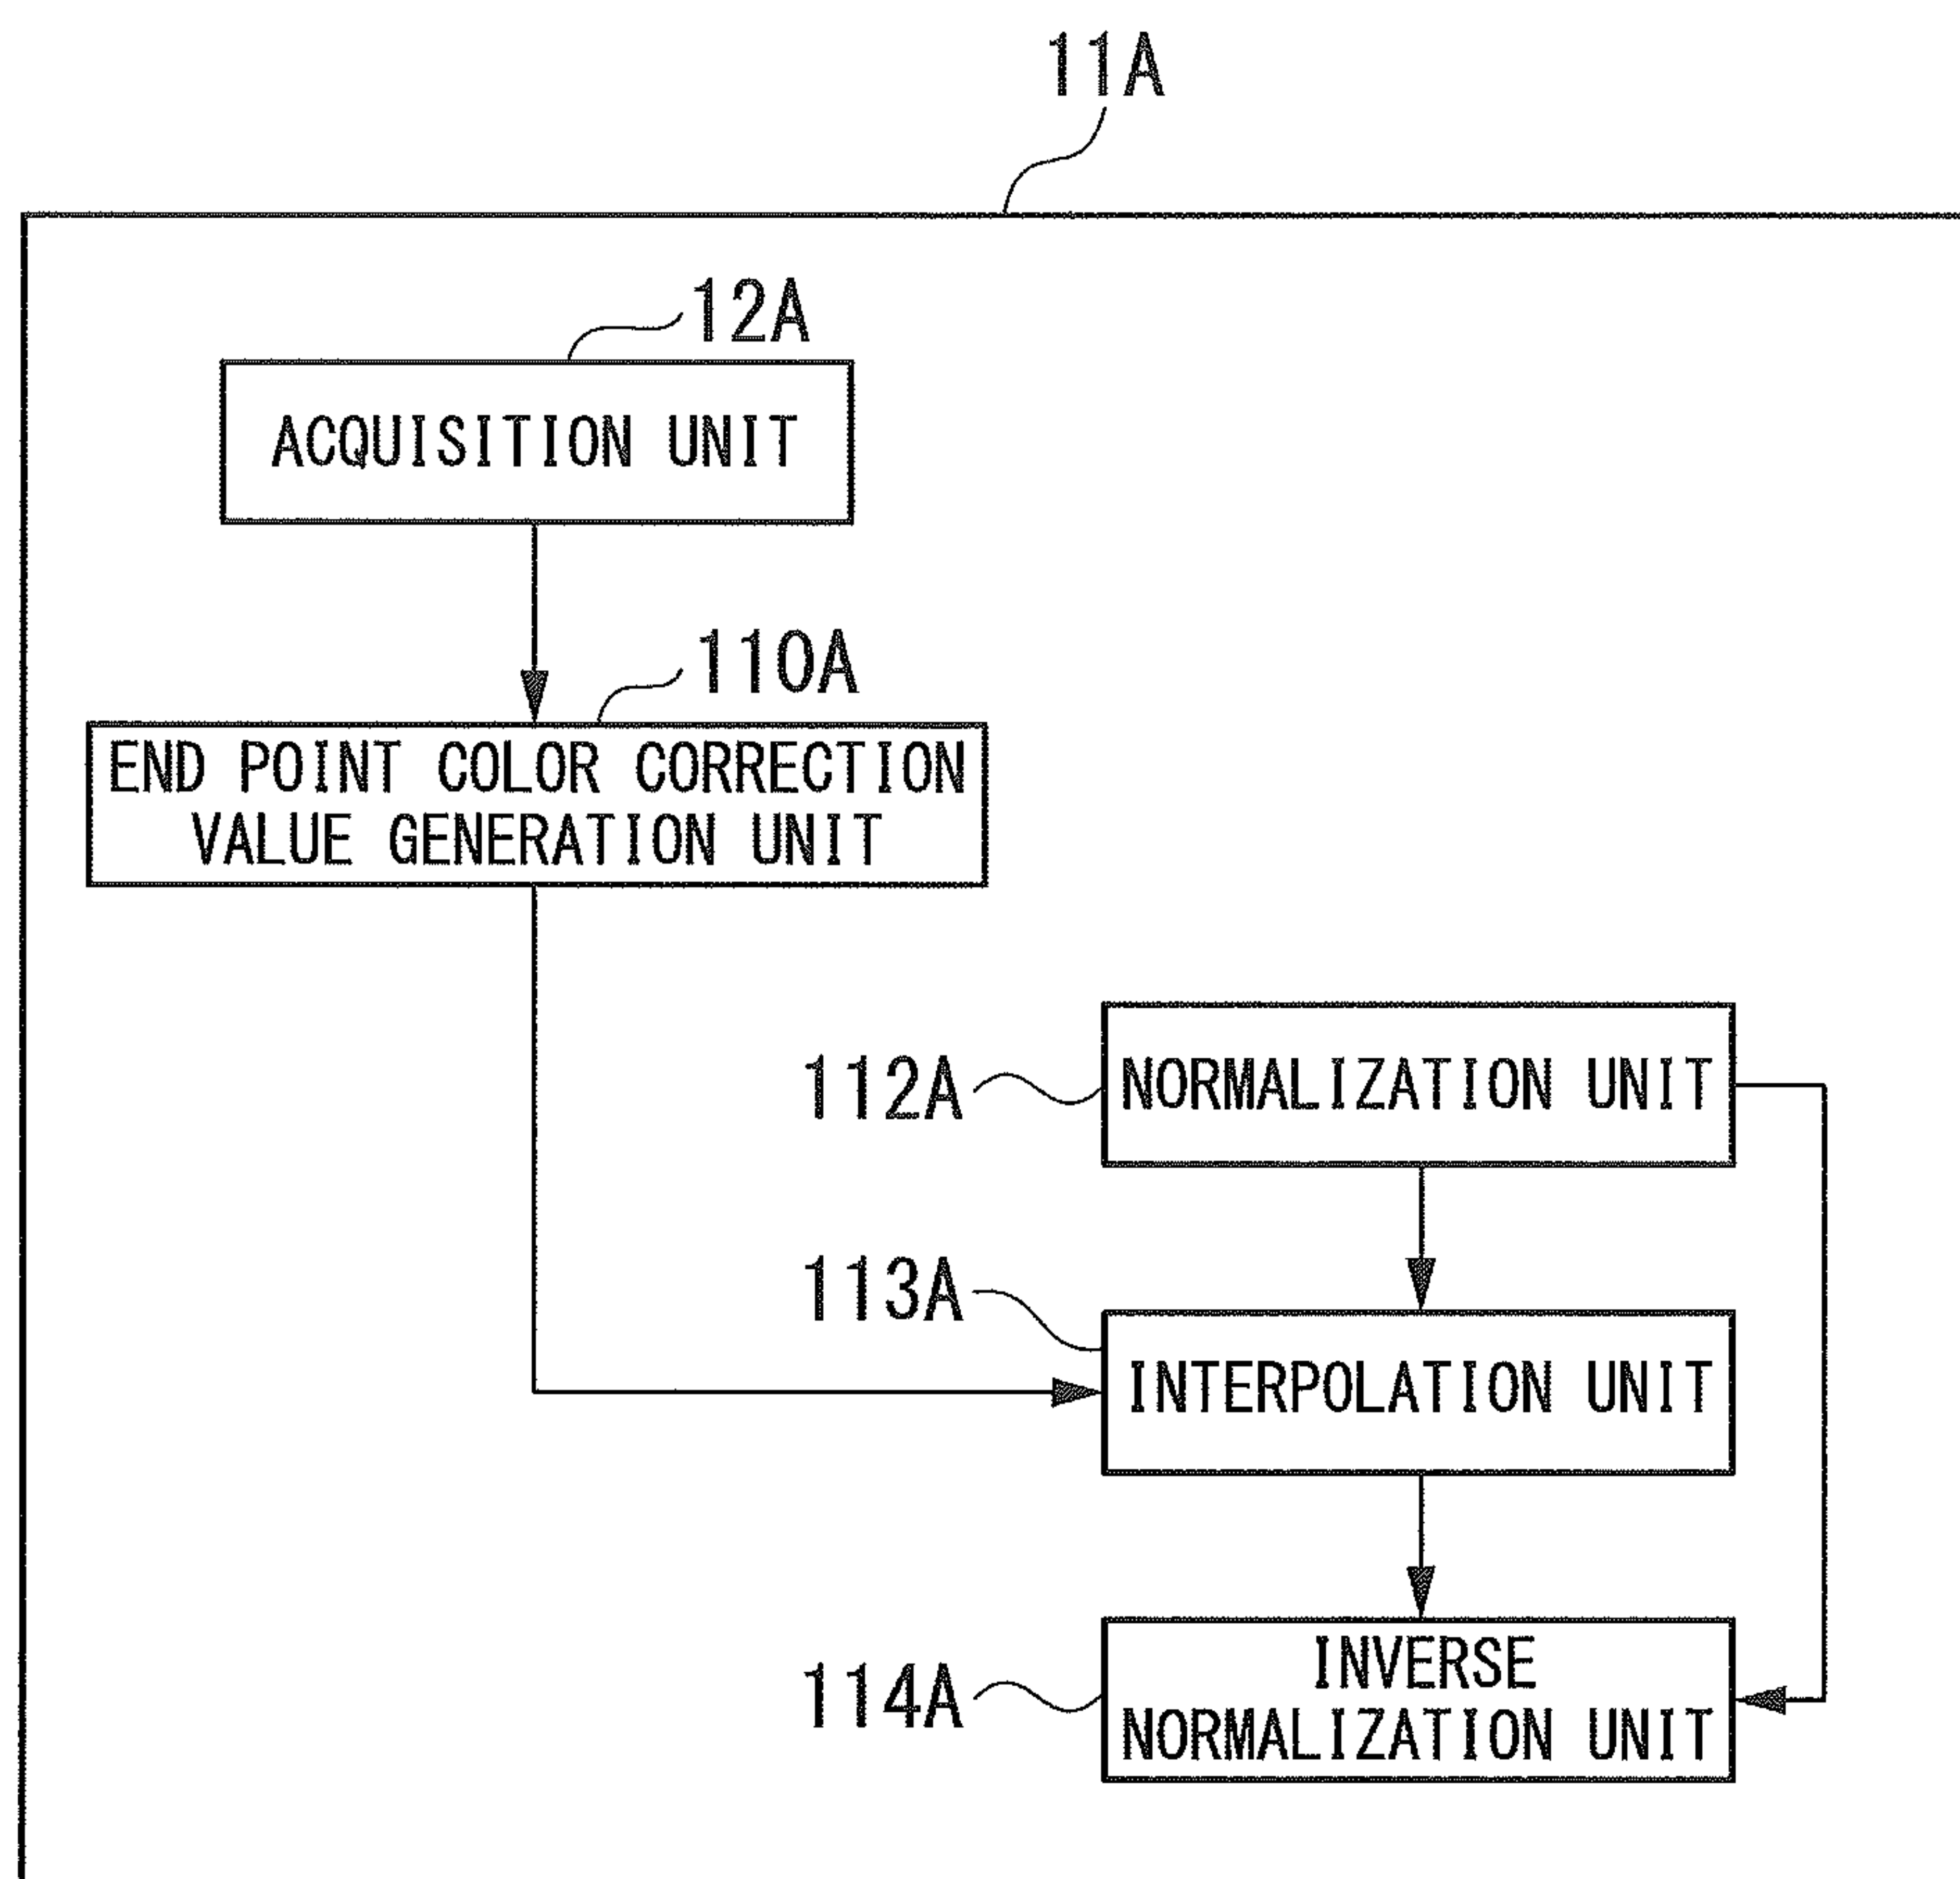 11A
12A
ACQUISITION UNIT
110A
END POINT COLOR CORRECTION
VALUE GENERATION UNIT
112A
NORMALIZATION UNIT
113A
INTERPOLATION UNIT
114A
INVERSE
NORMALIZATION UNIT